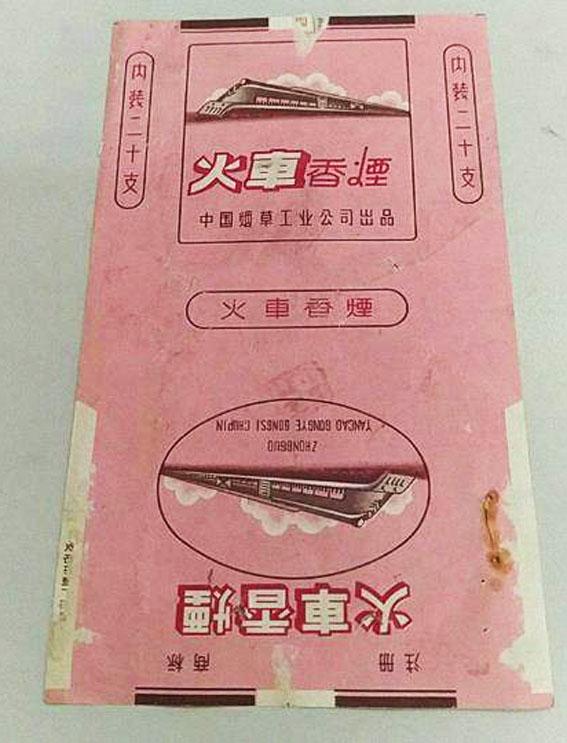 内装二十支
内装二十支
火車香煙
中国烟草工业公司出品
火車香煙
注册 商标
火車香煙
ZHONGGUO
YANCAO GONGYE GONGSI CHUPIN